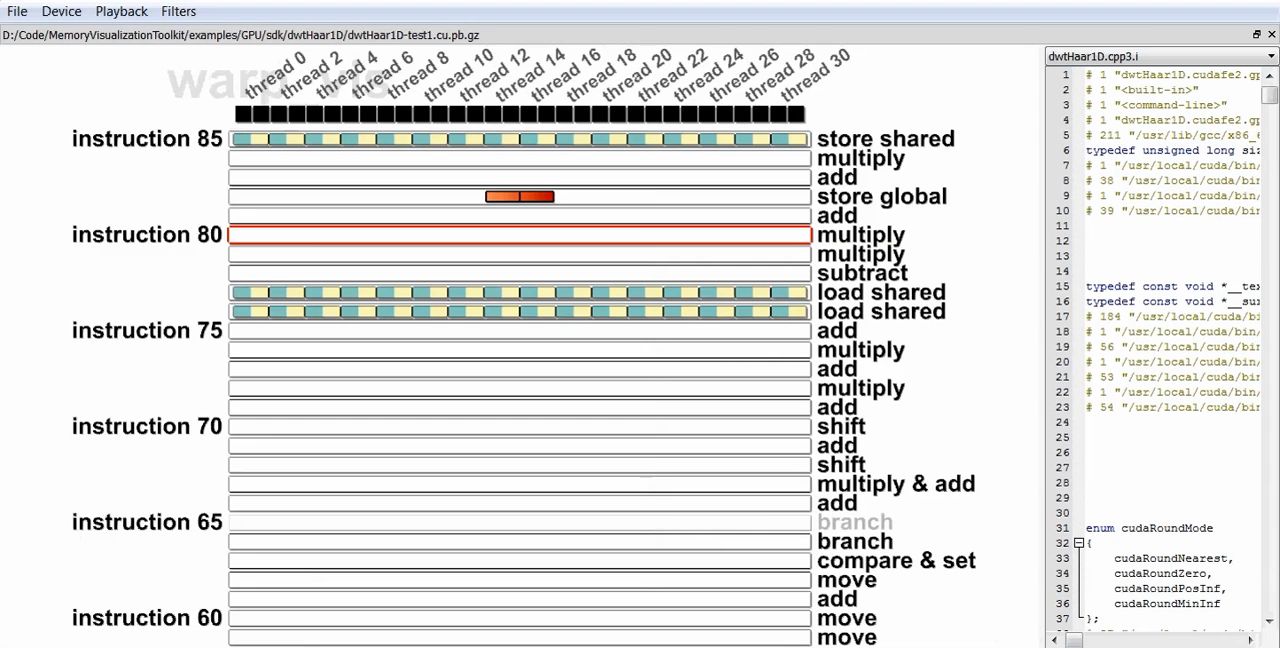 File Device Playback Filters
D:/Code/MemoryVisualizationToolkit/examples/GPU/sdk/dwtHaar1D/dwtHaar1D-test1.cu.pb.gz
thread 0 thread 2 thread 4 thread 6 thread 8 thread 10 thread 12 thread 14 thread 16 thread 18 thread 20 thread 22 thread 24 thread 26 thread 28 thread 30
instruction 85 store shared
multiply
add
store global
add
instruction 80 multiply
multiply
subtract
load shared
load shared
instruction 75 add
multiply
add
multiply
add
instruction 70 shift
add
shift
multiply & add
add
instruction 65 branch
branch
compare & set
move
add
instruction 60 move
move
dwtHaar1D.cpp3.i
1 # 1 "dwtHaar1D.cudafe2.gp
2 # 1 "<built-in>"
3 # 1 "<command-line>"
4 # 1 "dwtHaar1D.cudafe2.gp
5 # 211 "/usr/lib/gcc/x86_6
6 typedef unsigned long siz
7 # 1 "/usr/local/cuda/bin/
8 # 38 "/usr/local/cuda/bin
9 # 1 "/usr/local/cuda/bin/
10 # 39 "/usr/local/cuda/bin
11
12
13
14
15 typedef const void *__tex
16 typedef const void *__sur
17 # 184 "/usr/local/cuda/bi
18 # 1 "/usr/local/cuda/bin/
19 # 56 "/usr/local/cuda/bin
20 # 1 "/usr/local/cuda/bin/
21 # 53 "/usr/local/cuda/bin
22 # 1 "/usr/local/cuda/bin/
23 # 54 "/usr/local/cuda/bin
24
25
26
27
28
29
30
31 enum cudaRoundMode
32 {
33 cudaRoundNearest,
34 cudaRoundZero,
35 cudaRoundPosInf,
36 cudaRoundMinInf
37 };